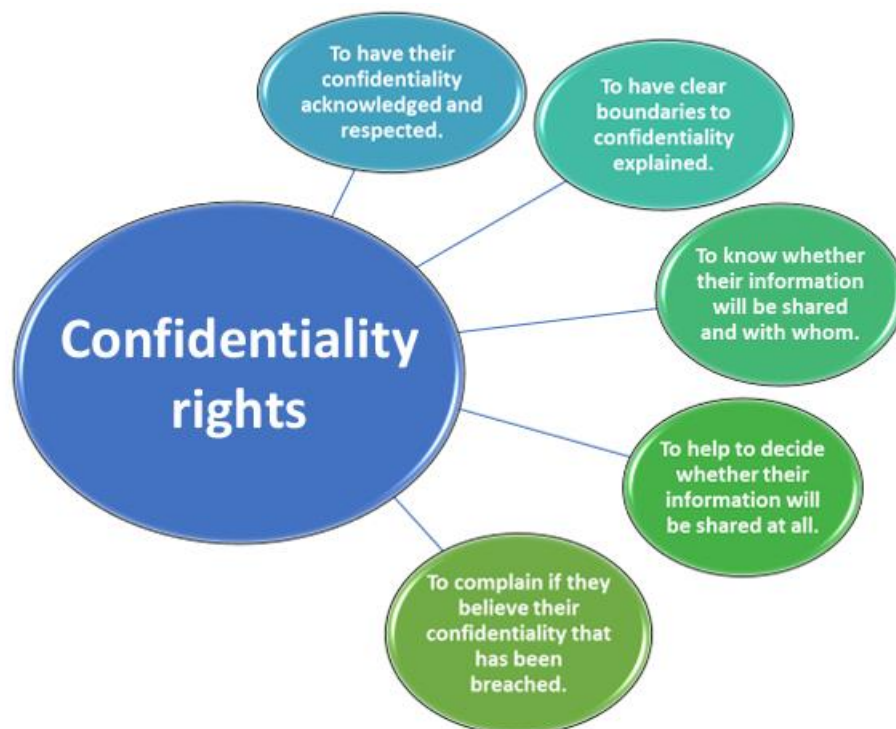 To have their
confidentiality
acknowledged and
respected.
To have clear
boundaries to
confidentiality
explained.
To know whether
their information
will be shared
and with whom.
Confidentiality
rights
To help to decide
whether their
information will
be shared at all.
To complain if they
believe their
confidentiality that
has been
breached.